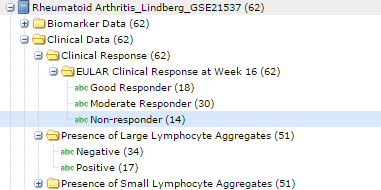 Rheumatoid Arthritis_Lindberg_GSE21537 (62)
Biomarker Data (62)
Clinical Data (62)
Clinical Response (62)
EULAR Clinical Response at Week 16 (62)
abc Good Responder (18)
abc Moderate Responder (30)
abc Non-responder (14)
Presence of Large Lymphocyte Aggregates (51)
abc Negative (34)
abc Positive (17)
Presence of Small Lymphocyte Aggregates (51)